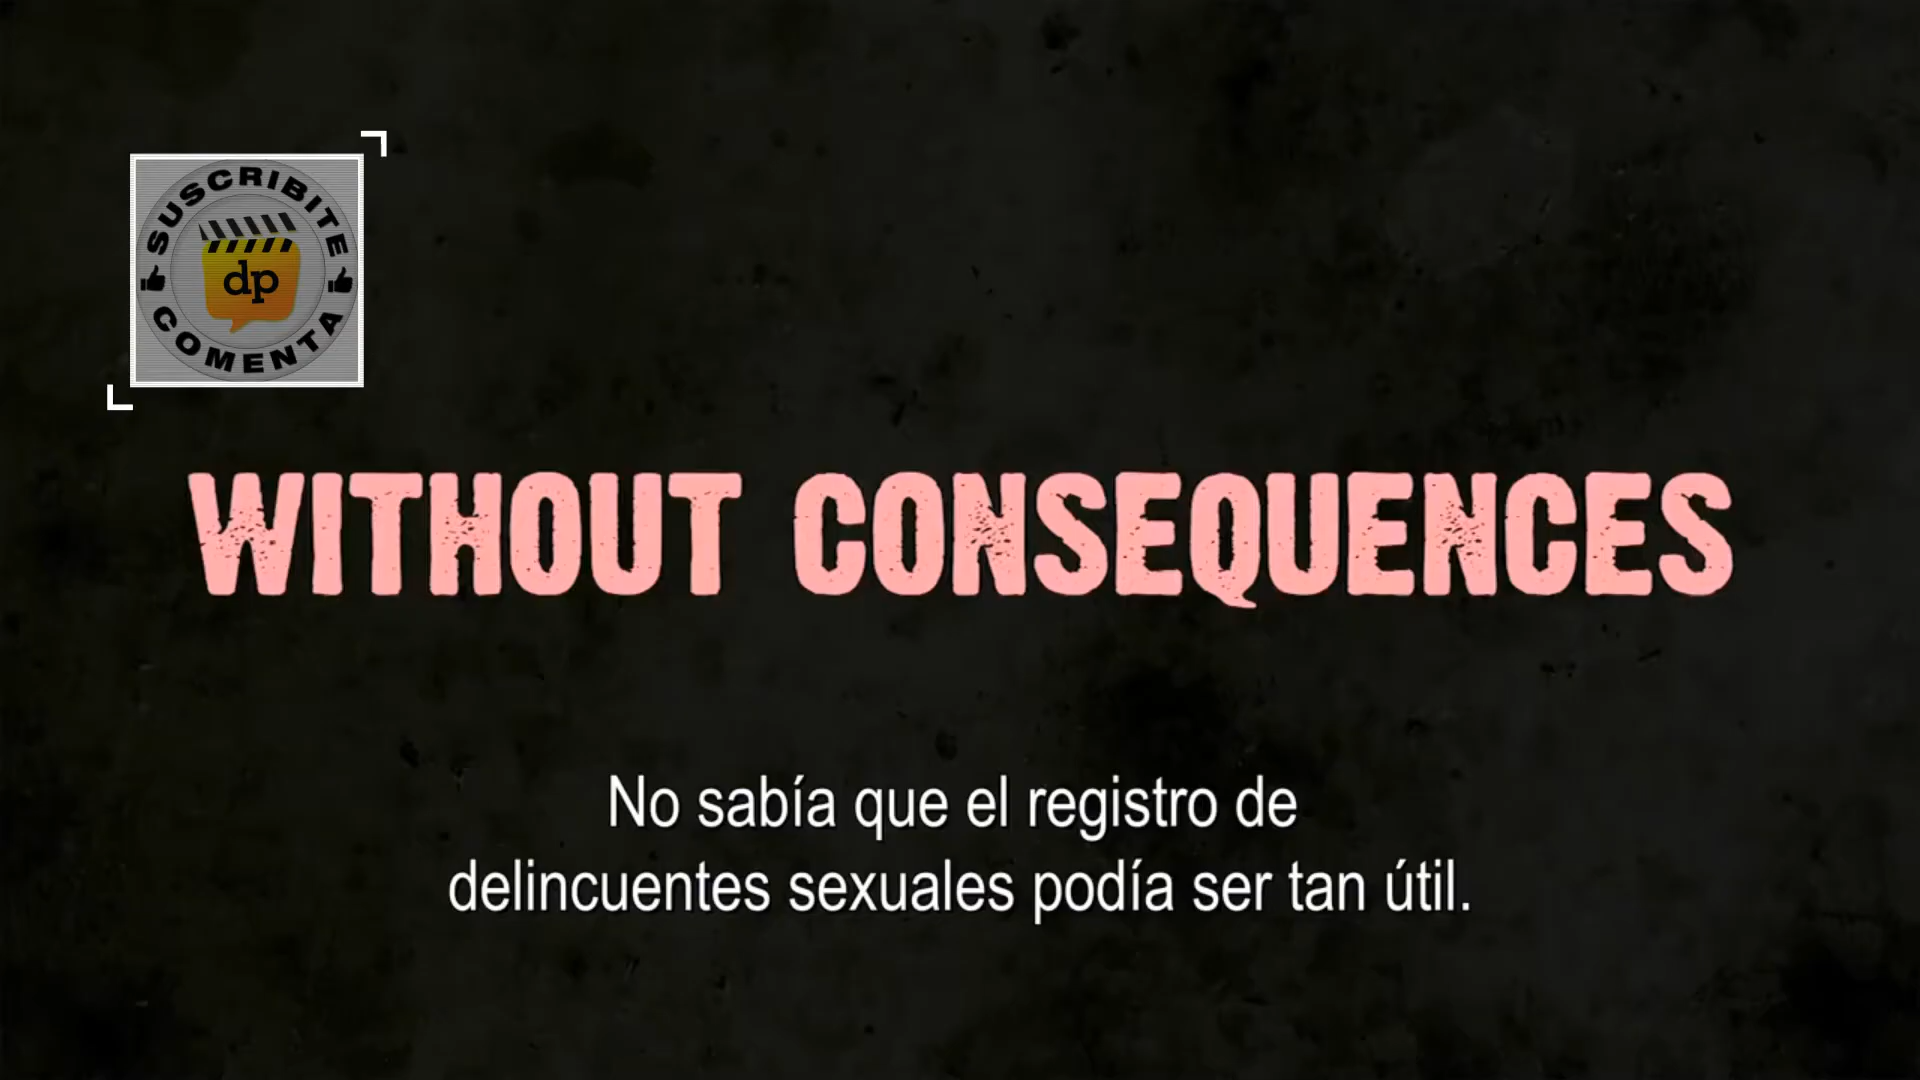 SUSCRIBITE
dp
COMENTA
WITHOUT CONSEQUENCES
No sabía que el registro de
delincuentes sexuales podía ser tan útil.